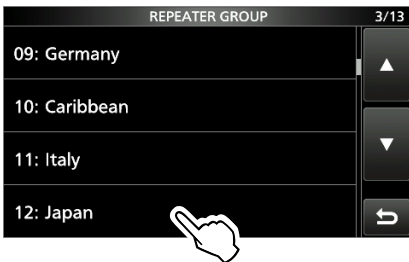 REPEATER GROUP 3/13
09: Germany
10: Caribbean
11: Italy
12: Japan